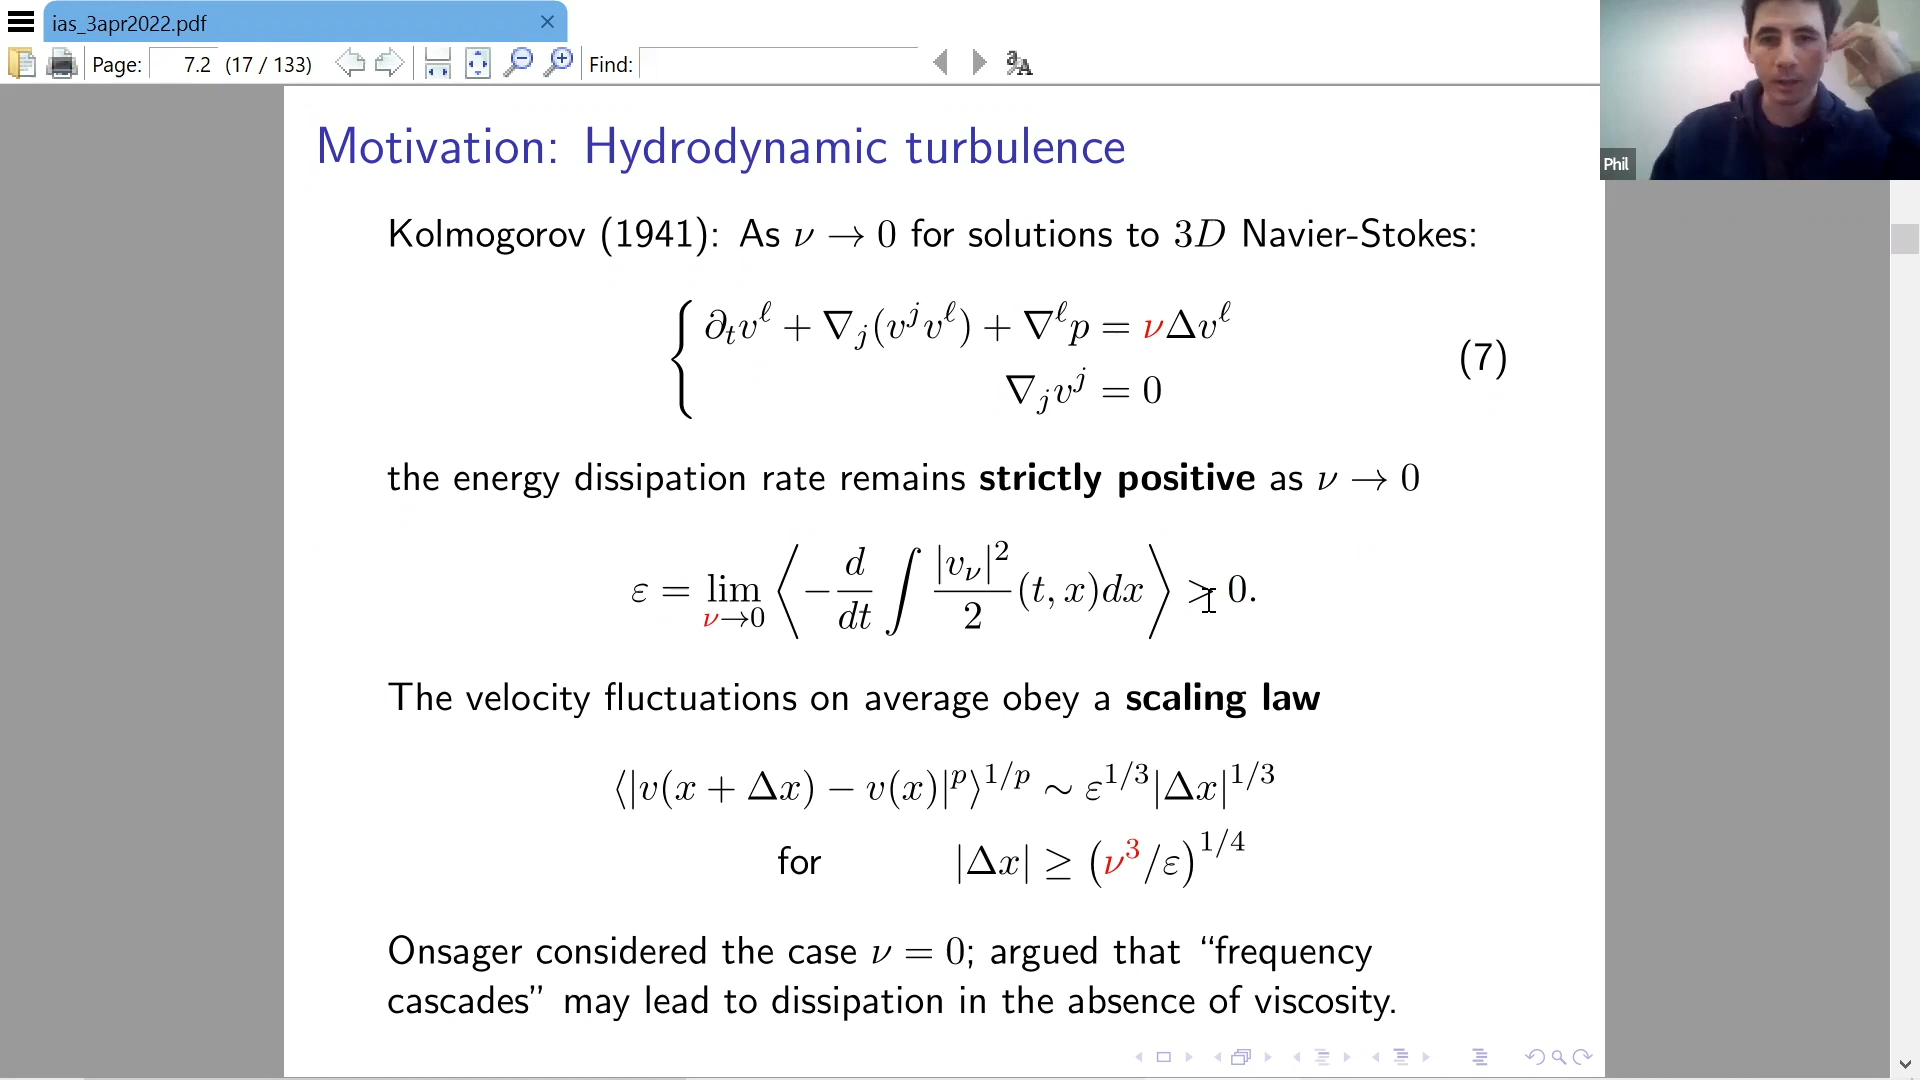 ias_3apr2022.pdf
Page: 7.2 (17 / 133) Find:
Phil
Motivation: Hydrodynamic turbulence
Kolmogorov (1941): As ν → 0 for solutions to 3D Navier-Stokes:
∂ₜv^ℓ + ∇ⱼ(v^j v^ℓ) + ∇^ℓ p = νΔv^ℓ
∇ⱼv^j = 0
(7)
the energy dissipation rate remains strictly positive as ν → 0
ε = lim_{ν→0} ⟨ −d/dt ∫ |v_ν|²/2 (t, x)dx ⟩ > 0.
The velocity fluctuations on average obey a scaling law
⟨|v(x + Δx) − v(x)|^p⟩^{1/p} ∼ ε^{1/3}|Δx|^{1/3}
for |Δx| ≥ (ν³/ε)^{1/4}
Onsager considered the case ν = 0; argued that “frequency
cascades” may lead to dissipation in the absence of viscosity.